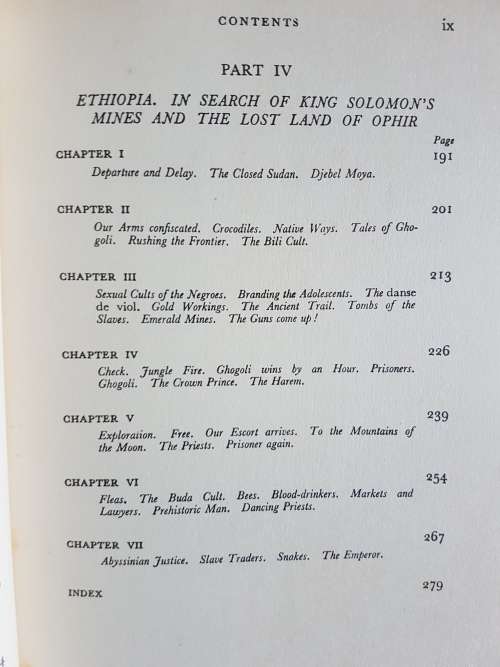 CONTENTS ix
PART IV
ETHIOPIA. IN SEARCH OF KING SOLOMON'S
MINES AND THE LOST LAND OF OPHIR
Page
CHAPTER I 191
Departure and Delay. The Closed Sudan. Djebel Moya.
CHAPTER II 201
Our Arms confiscated. Crocodiles. Native Ways. Tales of Gho-
goli. Rushing the Frontier. The Bili Cult.
CHAPTER III 213
Sexual Cults of the Negroes. Branding the Adolescents. The danse
de viol. Gold Workings. The Ancient Trail. Tombs of the
Slaves. Emerald Mines. The Guns come up!
CHAPTER IV 226
Check. Jungle Fire. Ghogoli wins by an Hour. Prisoners.
Ghogoli. The Crown Prince. The Harem.
CHAPTER V 239
Exploration. Free. Our Escort arrives. To the Mountains of
the Moon. The Priests. Prisoner again.
CHAPTER VI 254
Fleas. The Buda Cult. Bees. Blood-drinkers. Markets and
Lawyers. Prehistoric Man. Dancing Priests.
CHAPTER VII 267
Abyssinian Justice. Slave Traders. Snakes. The Emperor.
INDEX 279